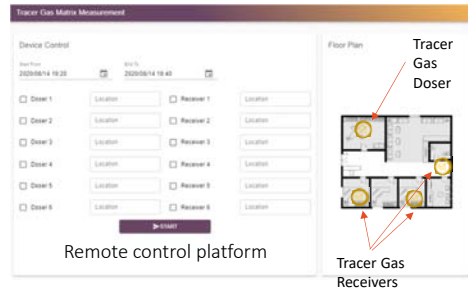 Tracer Gas Matrix Measurement
Device Control
Start From
End To
2020/08/14 19:20
2020/08/14 19:40
Doser 1 Location Receiver 1 Location
Doser 2 Location Receiver 2 Location
Doser 3 Location Receiver 3 Location
Doser 4 Location Receiver 4 Location
Doser 5 Location Receiver 5 Location
Doser 6 Location Receiver 6 Location
START
Remote control platform
Floor Plan
Tracer
Gas
Doser
Tracer Gas
Receivers